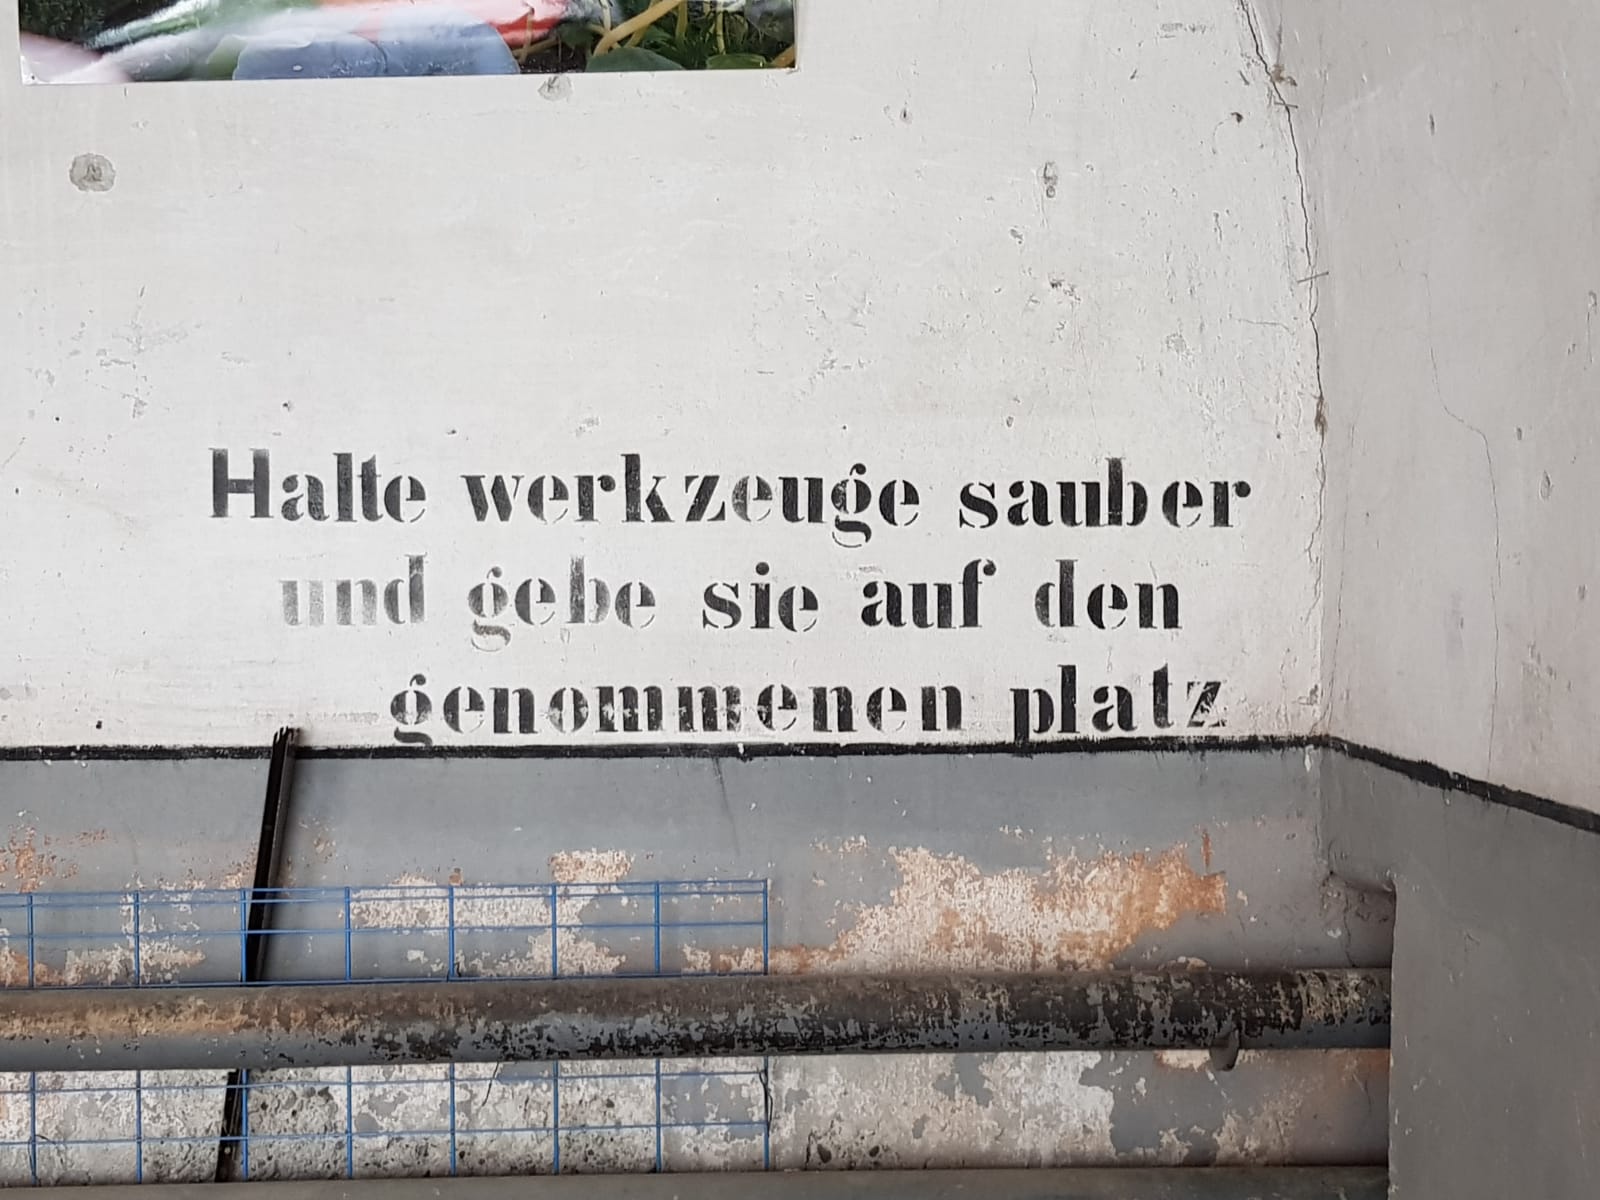 Halte werkzeuge sauber
und gebe sie auf den
genommenen platz